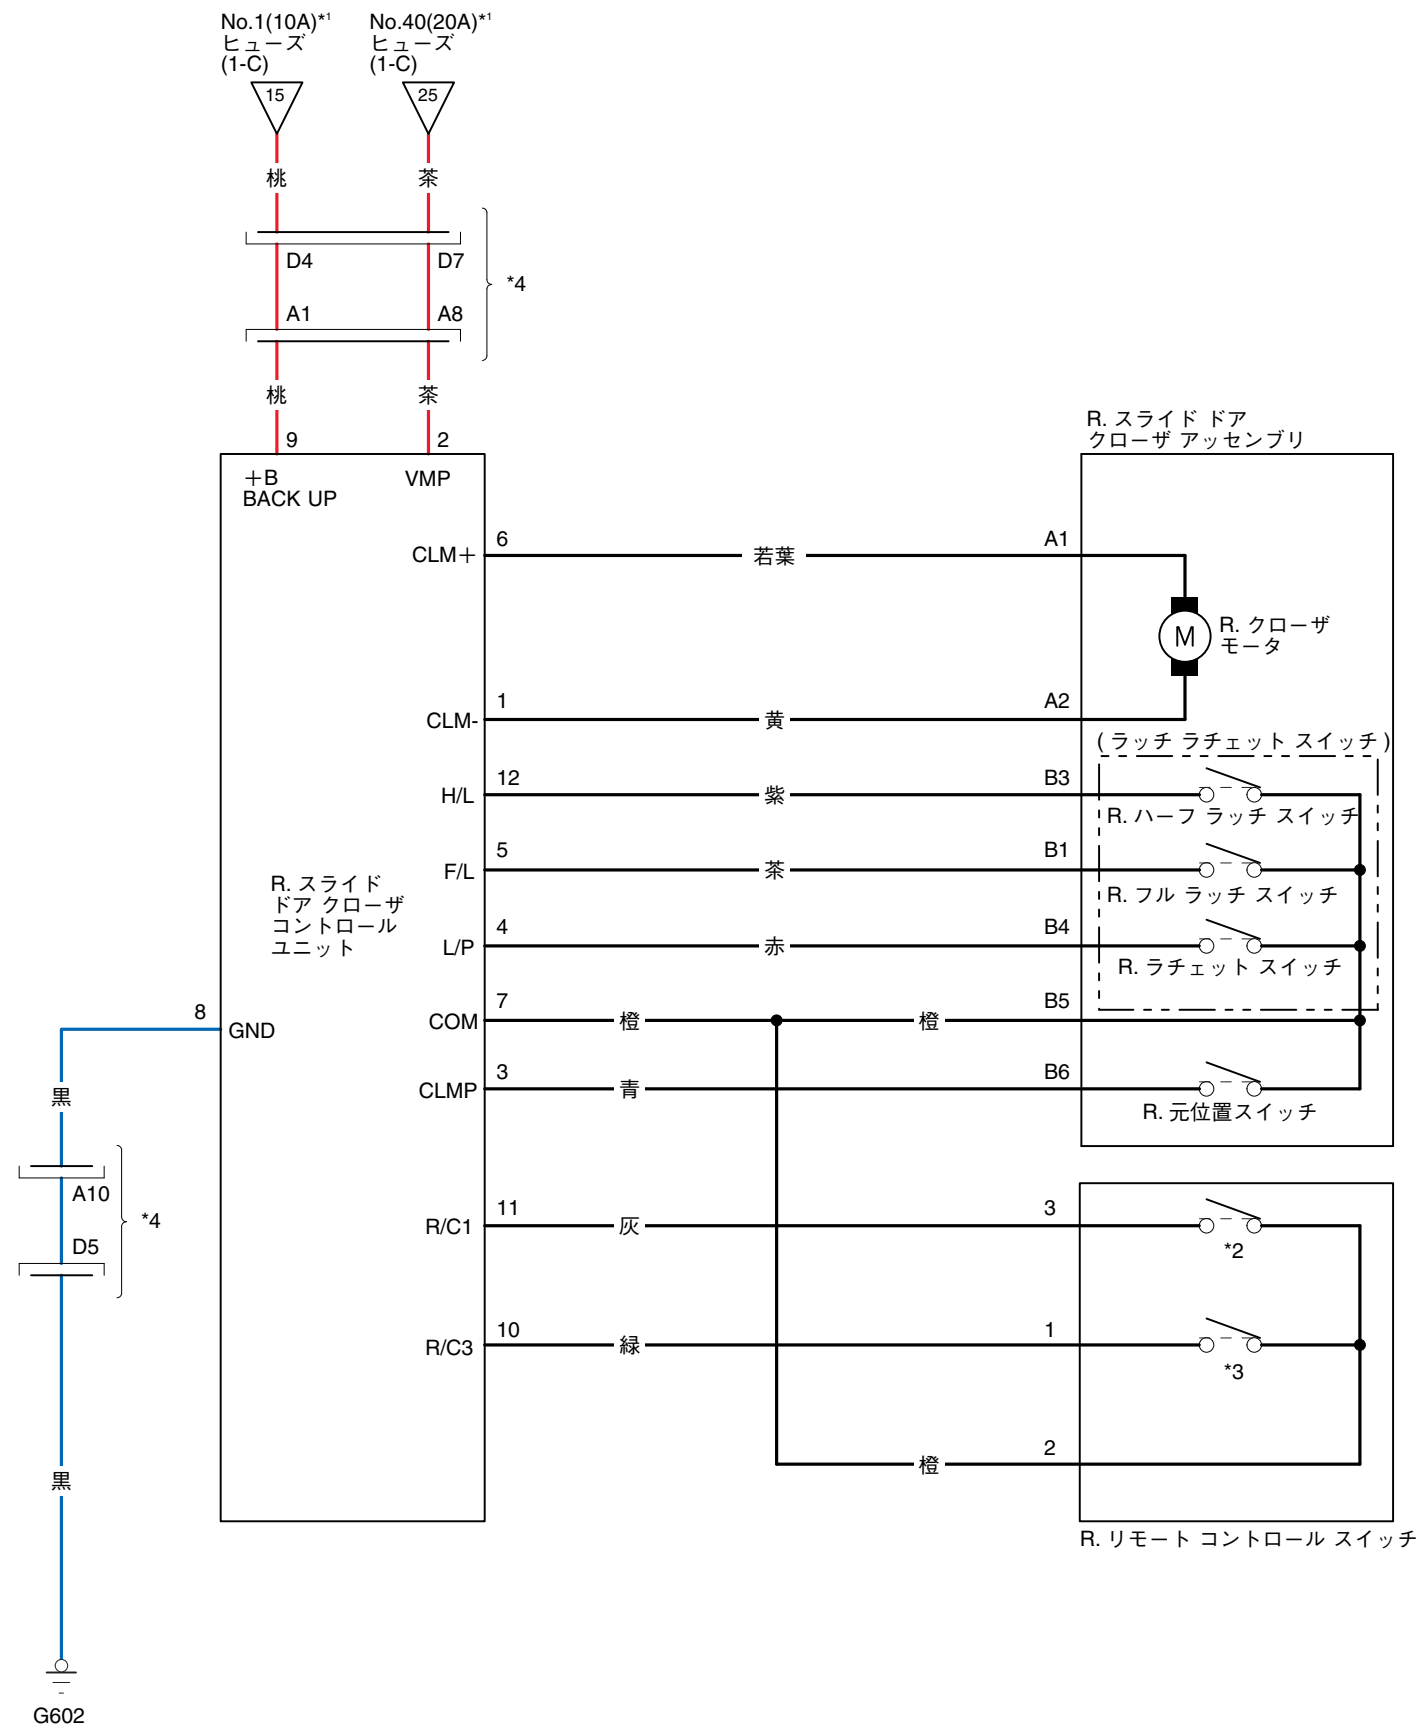 No.1(10A)*1
ヒューズ
(1-C)
No.40(20A)*1
ヒューズ
(1-C)
15
25
桃
茶
D4
D7
*4
A1
A8
桃
茶
9
2
+B
BACK UP
VMP
R. スライド ドア
クローザ アッセンブリ
CLM+
6
若葉
A1
M
R. クローザ
モータ
CLM-
1
黄
A2
(ラッチ ラチェット スイッチ)
H/L
12
紫
B3
R. ハーフ ラッチ スイッチ
F/L
5
茶
B1
R. フル ラッチ スイッチ
R. スライド
ドア クローザ
コントロール
ユニット
L/P
4
赤
B4
R. ラチェット スイッチ
COM
7
橙
橙
B5
8
GND
CLMP
3
青
B6
R. 元位置スイッチ
黒
A10
*4
D5
R/C1
11
灰
3
*2
R/C3
10
緑
1
*3
橙
2
黒
R. リモート コントロール スイッチ
G602